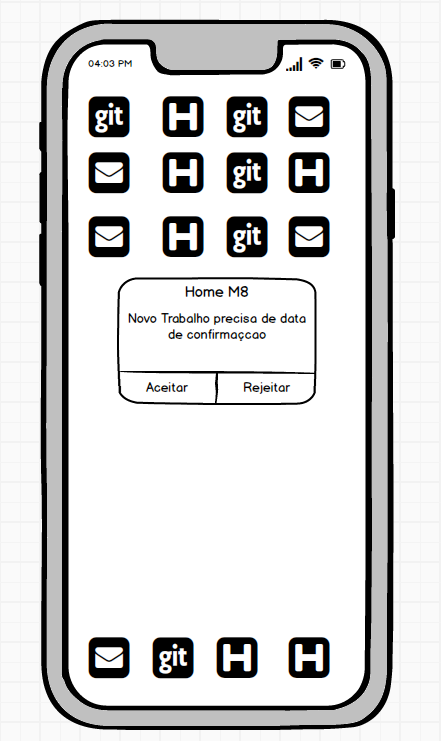 04:03 PM
git H git
H git H
H git
Home M8
Novo Trabalho precisa de data
de confirmaçcao
Aceitar Rejeitar
git H H